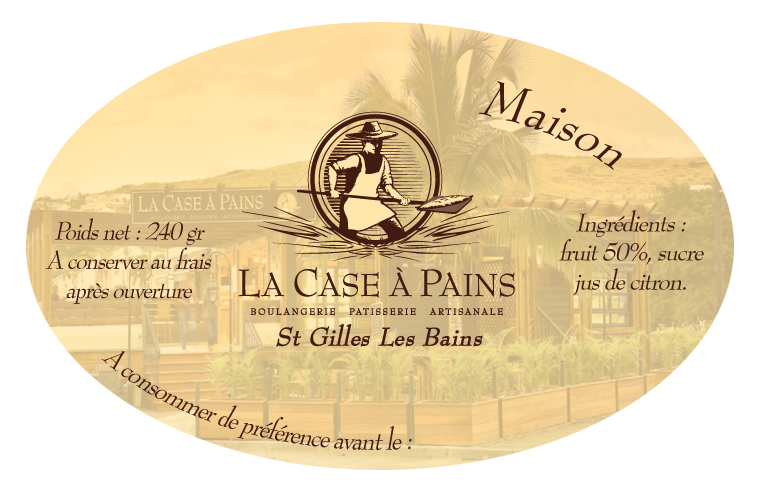 Maison
LA CASE À PAINS
Poids net : 240 gr
A conserver au frais
après ouverture
Ingrédients :
fruit 50%, sucre
jus de citron.
LA CASE À PAINS
BOULANGERIE PATISSERIE ARTISANALE
St Gilles Les Bains
A consommer de préférence avant le :